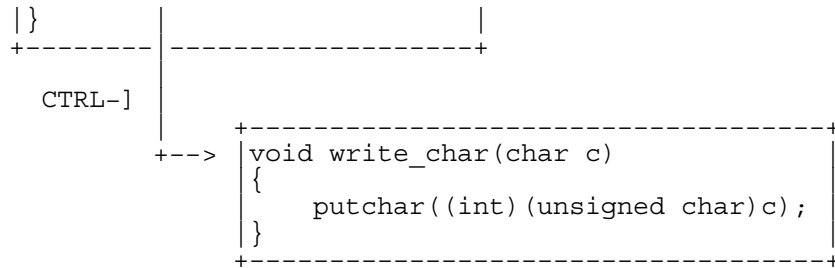 |}        |                   |
+--------|-------------------+
         |
  CTRL-] |
         |    +------------------------------------+
         +--> |void write_char(char c)             |
              |{                                   |
              |    putchar((int)(unsigned char)c); |
              |}                                   |
              +------------------------------------+